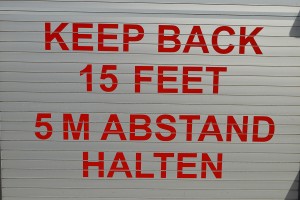 KEEP BACK
15 FEET
5 M ABSTAND
HALTEN